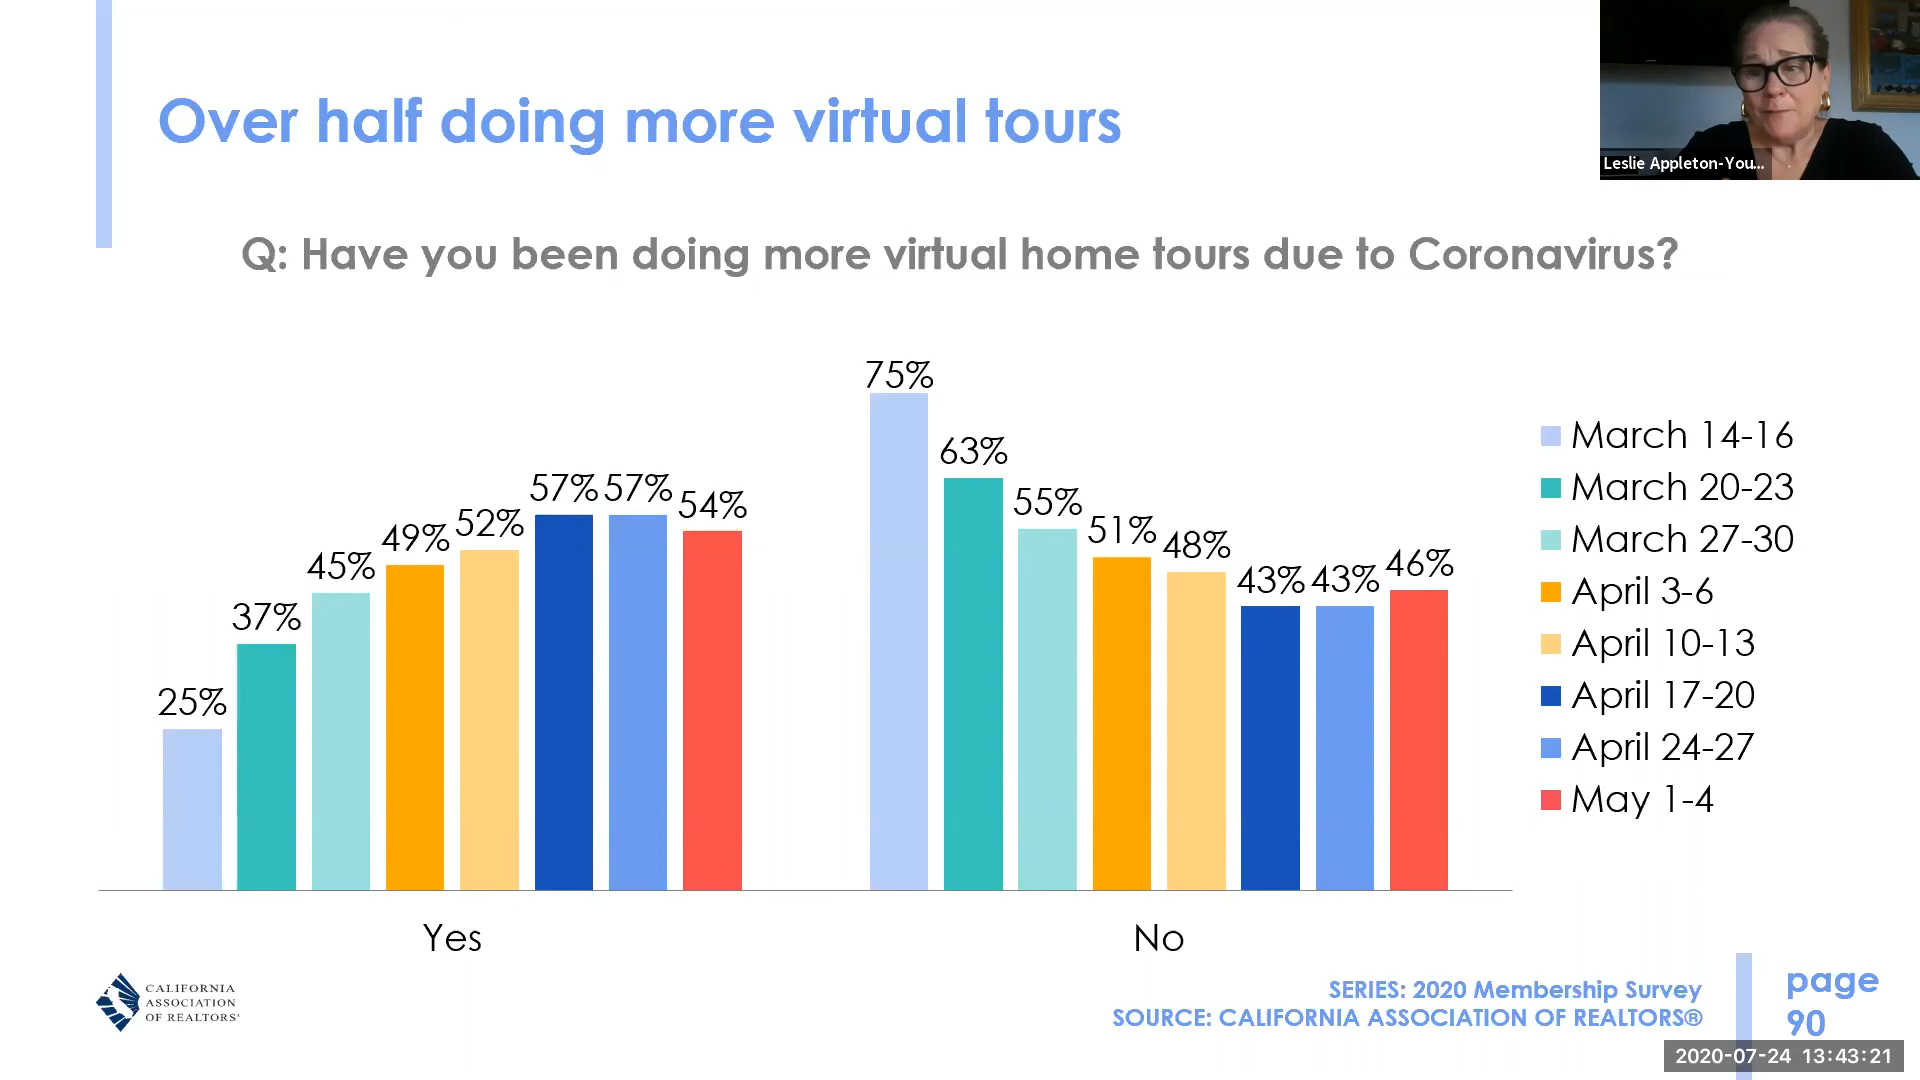 Over half doing more virtual tours
Leslie Appleton-You...
Q: Have you been doing more virtual home tours due to Coronavirus?
25%
37%
45%
49%
52%
57%
57%
54%
75%
63%
55%
51%
48%
43%
43%
46%
March 14-16
March 20-23
March 27-30
April 3-6
April 10-13
April 17-20
April 24-27
May 1-4
Yes
No
CALIFORNIA
ASSOCIATION
OF REALTORS®
SERIES: 2020 Membership Survey
SOURCE: CALIFORNIA ASSOCIATION OF REALTORS®
page
90
2020-07-24 13:43:21